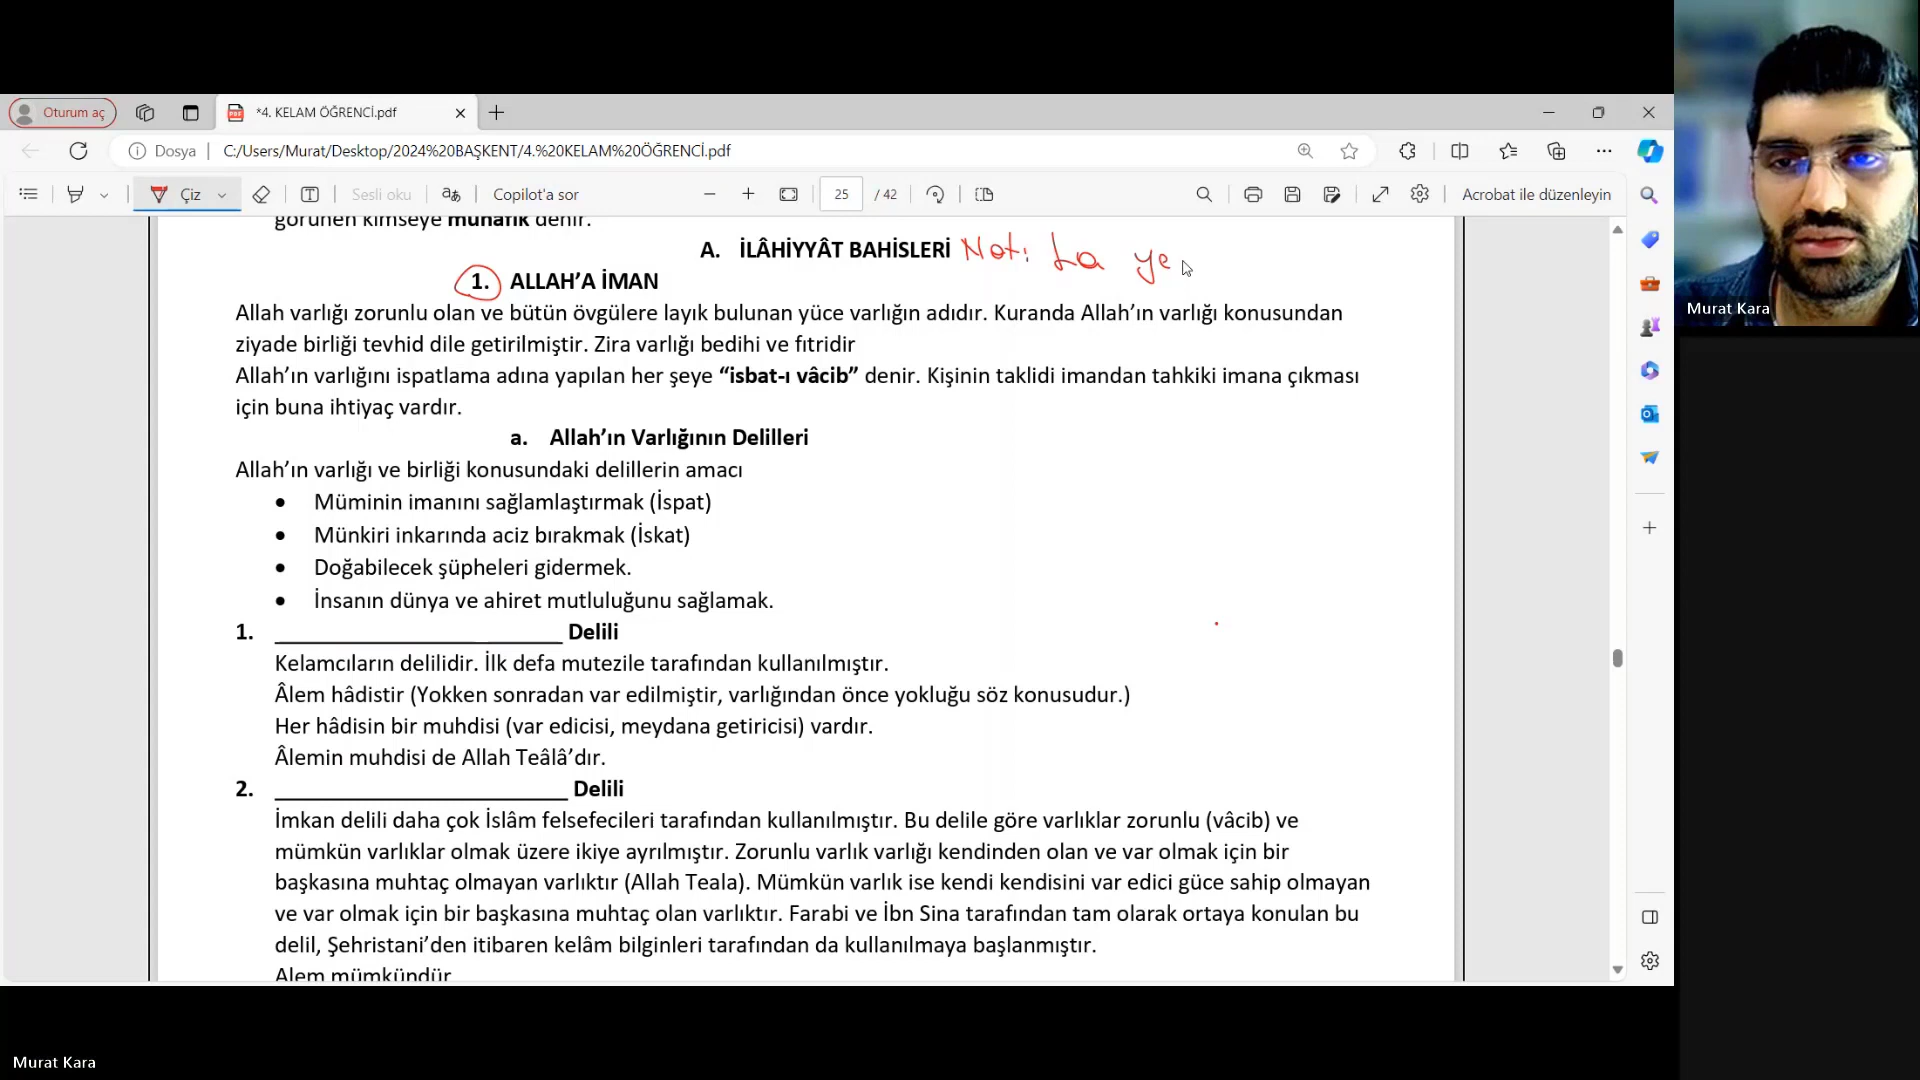 Oturum aç
*4. KELAM ÖĞRENCİ.pdf
Dosya
C:/Users/Murat/Desktop/2024%20BAŞKENT/4.%20KELAM%20ÖĞRENCİ.pdf
Çiz
Sesli oku
aあ
Copilot'a sor
25
/ 42
Acrobat ile düzenleyin
görünen kimseye münafık denir.
A. İLÂHİYYÂT BAHİSLERİ Not: La ye
1. ALLAH'A İMAN
Allah varlığı zorunlu olan ve bütün övgülere layık bulunan yüce varlığın adıdır. Kuranda Allah'ın varlığı konusundan
ziyade birliği tevhid dile getirilmiştir. Zira varlığı bedihi ve fıtridir
Allah'ın varlığını ispatlama adına yapılan her şeye “isbat-ı vâcib” denir. Kişinin taklidi imandan tahkiki imana çıkması
için buna ihtiyaç vardır.
a. Allah'ın Varlığının Delilleri
Allah'ın varlığı ve birliği konusundaki delillerin amacı
• Müminin imanını sağlamlaştırmak (İspat)
• Münkiri inkarında aciz bırakmak (İskat)
• Doğabilecek şüpheleri gidermek.
• İnsanın dünya ve ahiret mutluluğunu sağlamak.
1. ________________________ Delili
Kelamcıların delilidir. İlk defa mutezile tarafından kullanılmıştır.
Âlem hâdistir (Yokken sonradan var edilmiştir, varlığından önce yokluğu söz konusudur.)
Her hâdisin bir muhdisi (var edicisi, meydana getiricisi) vardır.
Âlemin muhdisi de Allah Teâlâ'dır.
2. ________________________ Delili
İmkan delili daha çok İslâm felsefecileri tarafından kullanılmıştır. Bu delile göre varlıklar zorunlu (vâcib) ve
mümkün varlıklar olmak üzere ikiye ayrılmıştır. Zorunlu varlık varlığı kendinden olan ve var olmak için bir
başkasına muhtaç olmayan varlıktır (Allah Teala). Mümkün varlık ise kendi kendisini var edici güce sahip olmayan
ve var olmak için bir başkasına muhtaç olan varlıktır. Farabi ve İbn Sina tarafından tam olarak ortaya konulan bu
delil, Şehristani'den itibaren kelâm bilginleri tarafından da kullanılmaya başlanmıştır.
Alem mümkündür
Murat Kara
Murat Kara